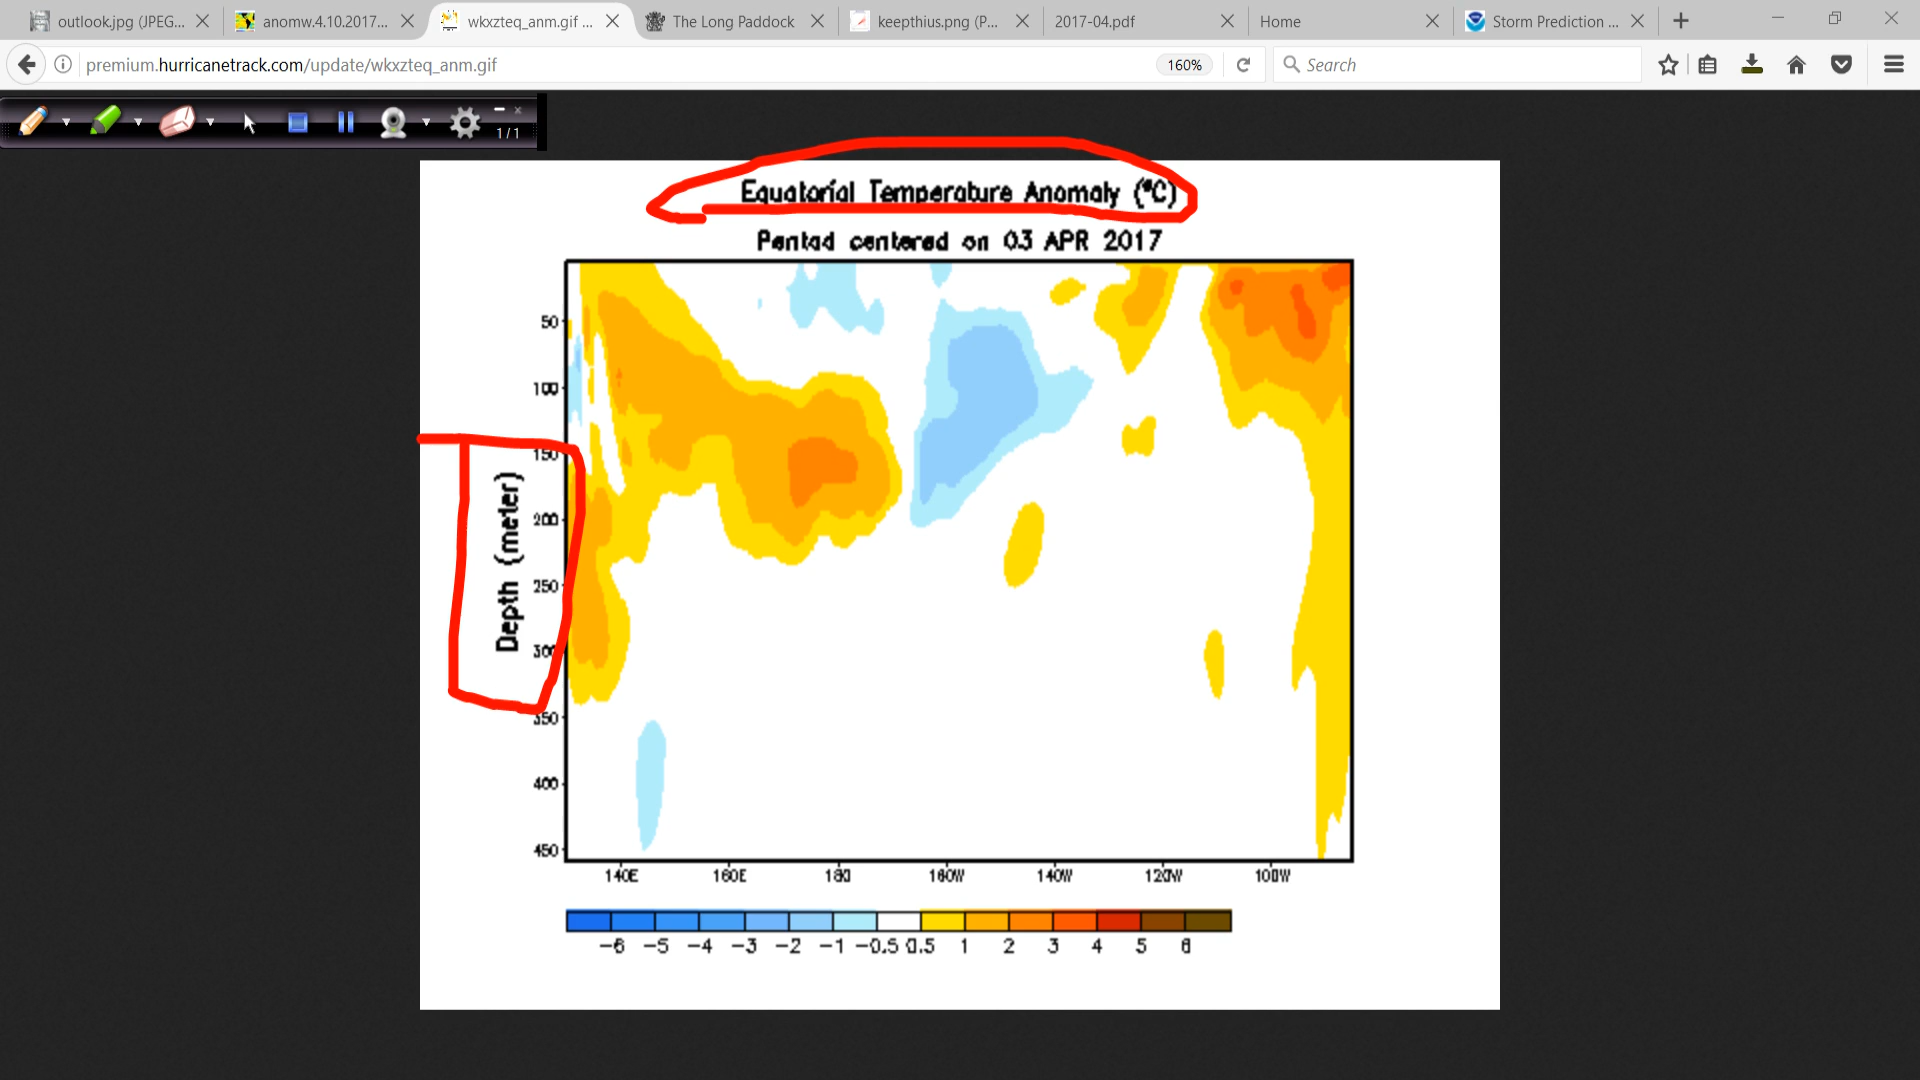 outlook.jpg (JPEG...
anomw.4.10.2017...
wkxzteq_anm.gif ...
The Long Paddock
keepthius.png (P...
2017-04.pdf
Home
Storm Prediction ...
premium.hurricanetrack.com/update/wkxzteq_anm.gif
160%
Search
1/1
Equatorial Temperature Anomaly (°C)
Pentad centered on 03 APR 2017
Depth (meter)
50
100
150
200
250
300
350
400
450
140E 160E 180 160W 140W 120W 100W
-6 -5 -4 -3 -2 -1 -0.5 0.5 1 2 3 4 5 6